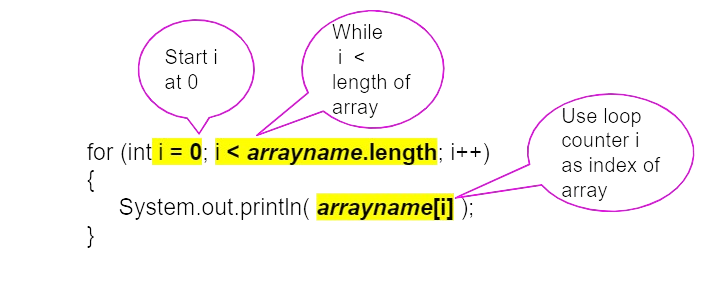 Start i
at 0
While
i <
length of
array
Use loop
counter i
as index of
array
for (int i = 0; i < arrayname.length; i++)
{
System.out.println( arrayname[i] );
}